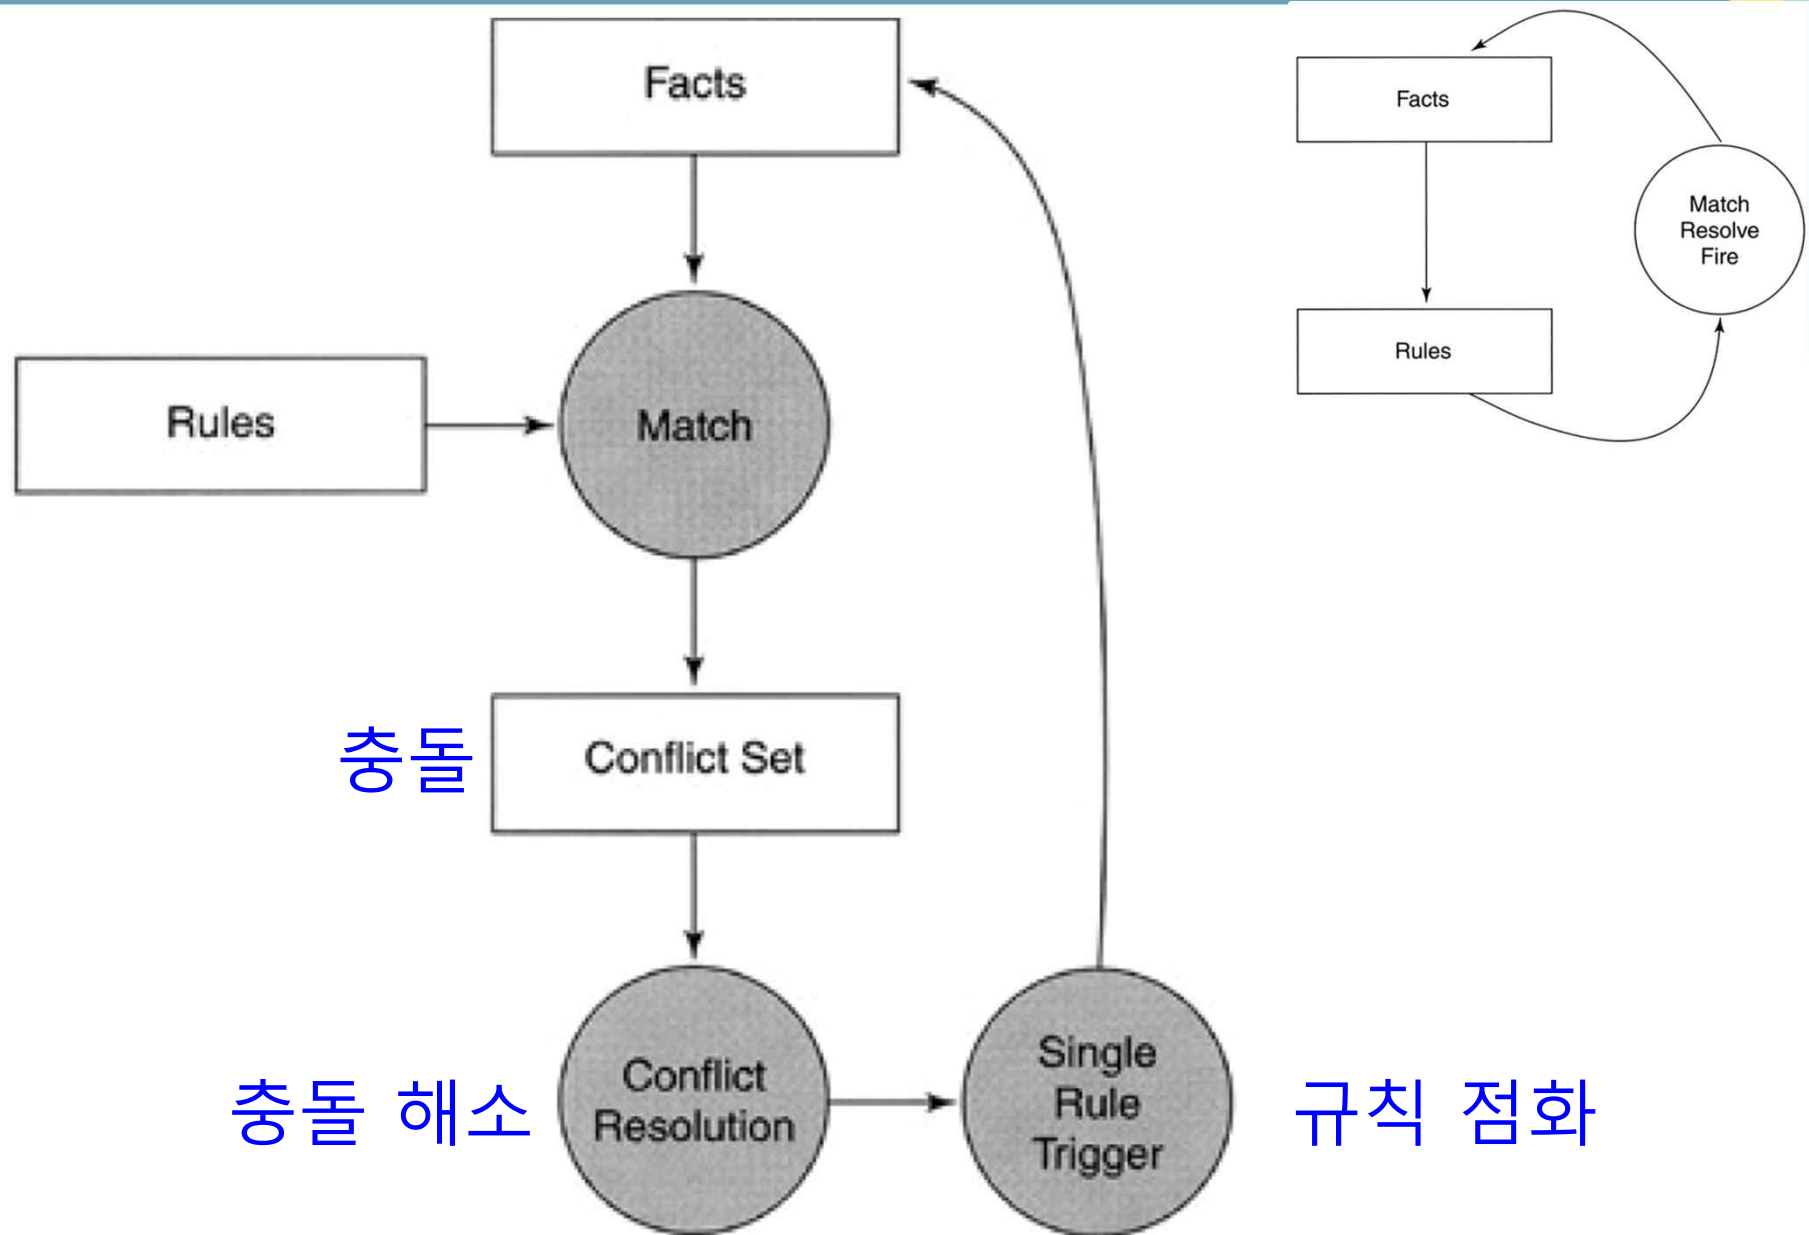 Facts
Rules
Match
충돌
Conflict Set
충돌 해소
Conflict
Resolution
Single
Rule
Trigger
규칙 점화
Facts
Match
Resolve
Fire
Rules